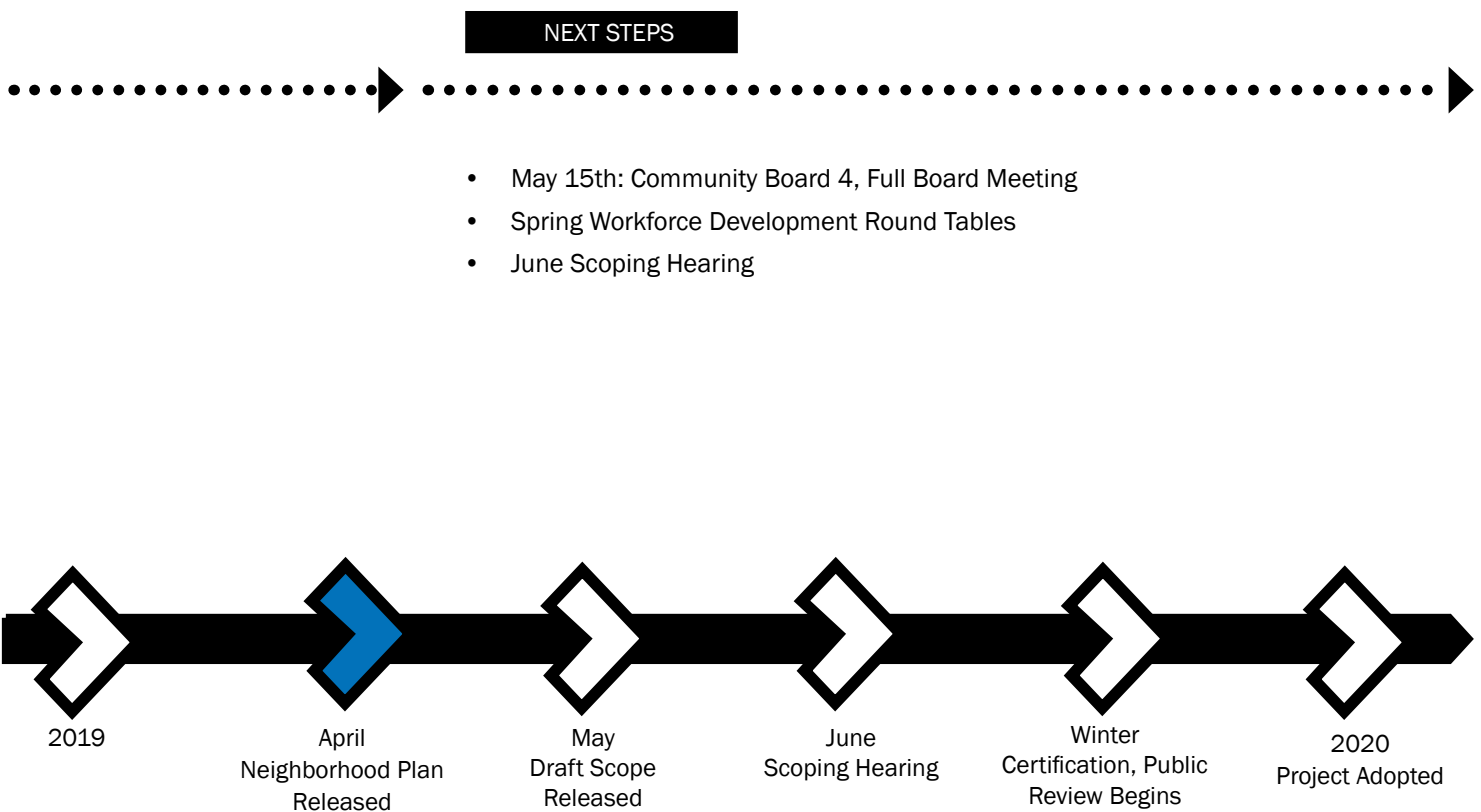 NEXT STEPS
• May 15th: Community Board 4, Full Board Meeting
• Spring Workforce Development Round Tables
• June Scoping Hearing
2019
April
Neighborhood Plan
Released
May
Draft Scope
Released
June
Scoping Hearing
Winter
Certification, Public
Review Begins
2020
Project Adopted